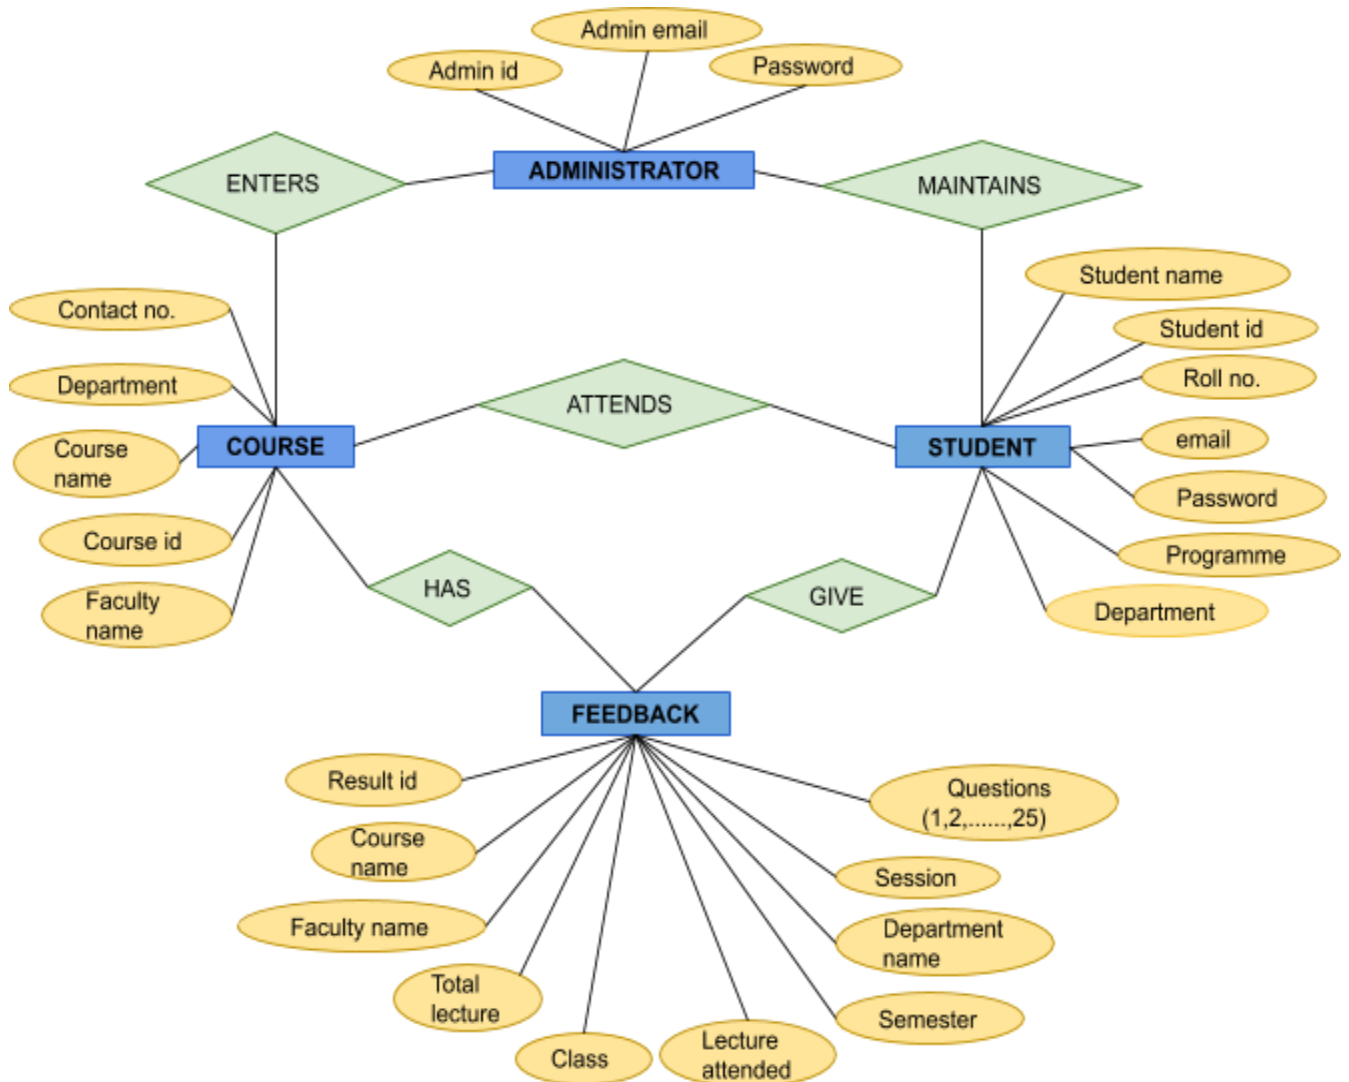 Admin email
Admin id
Password
ADMINISTRATOR
ENTERS
MAINTAINS
Contact no.
Department
Course
name
Course id
Faculty
name
COURSE
ATTENDS
STUDENT
Student name
Student id
Roll no.
email
Password
Programme
Department
HAS
GIVE
FEEDBACK
Result id
Course
name
Faculty name
Total
lecture
Class
Lecture
attended
Semester
Department
name
Session
Questions
(1,2,......,25)